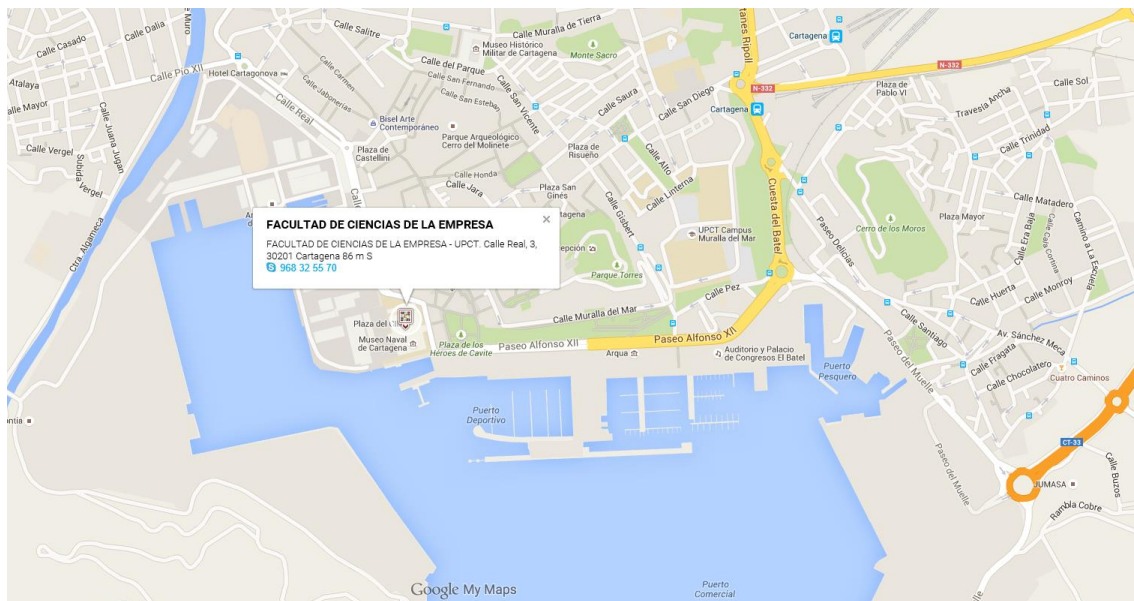 Calle Casado
Calle Dalia
Calle Salitre
Calle Muralla de Tierra
Museo Histórico
Militar de Cartagena
Monte Sacro
Cartagena
N-332
Atalaya
Calle Pio XII
Hotel Cartagonova
Calle Carmen
Calle del Parque
Calle San Fernando
Calle San Vicente
Calle Saura
Calle San Diego
N-332
Plaza de
Pablo VI
Calle Sol
Travesía Ancha
Calle Mayor
Calle Juana Jugan
Calle Real
Calle Jabonerías
Calle San Esteban
Bisel Arte
Contemporáneo
Parque Arqueológico
Cerro del Molinete
Cartagena
Calle Trinidad
Calle Vergel
Subida
Vergel
Plaza de
Castellini
Plaza de
Risueño
Calle Alto
Calle Honda
Calle Jara
Plaza San
Ginés
Calle Linterna
Calle Gisbert
Cuesta del Batel
Paseo Delicias
Cerro de los Moros
Plaza Mayor
Calle Matadero
Camino a La Escuela
Calle Era Baja
Calle Cara Cortina
Ctra. Algameca
FACULTAD DE CIENCIAS DE LA EMPRESA
FACULTAD DE CIENCIAS DE LA EMPRESA - UPCT. Calle Real, 3,
30201 Cartagena 86 m S
968 32 55 70
UPCT Campus
Muralla del Mar
Parque Torres
Calle Pez
Calle Huerta
Calle Monroy
Calle Muralla del Mar
Calle Santiago
Av. Sánchez Meca
Calle Fragata
Calle Chocolatero
Cuatro Caminos
Museo Naval
de Cartagena
Plaza de los
Héroes de Cavite
Paseo Alfonso XII
Paseo Alfonso XII
Arqua
Auditorio y Palacio
de Congresos El Batel
Puerto
Pesquero
Paseo del Muelle
Puerto
Deportivo
Paseo del Muelle
CT-33
JUMASA
Calle Buzos
Rambla Cobre
Google My Maps
Puerto
Comercial